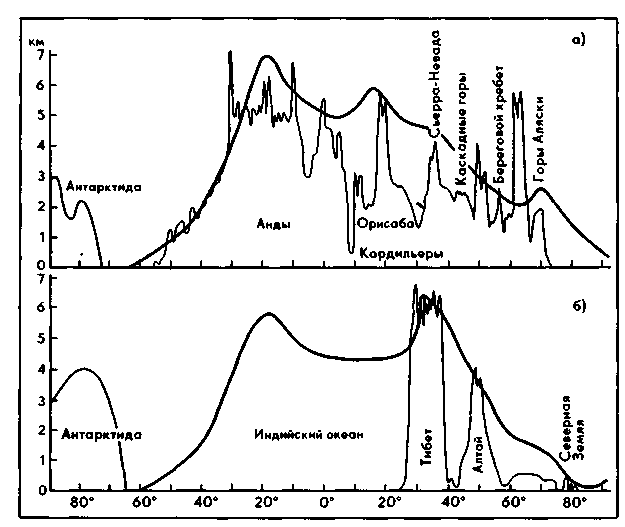 км
а)
7
6
5
4
3
2
1
0
Антарктида
Анды
Орисаба
Кордильеры
Сьерра-Невада
Каскадные горы
Береговой хребет
Горы Аляски
б)
7
6
5
4
3
2
1
0
Антарктида
Индийский океан
Тибет
Алтай
Северная
Земля
80° 60° 40° 20° 0° 20° 40° 60° 80°